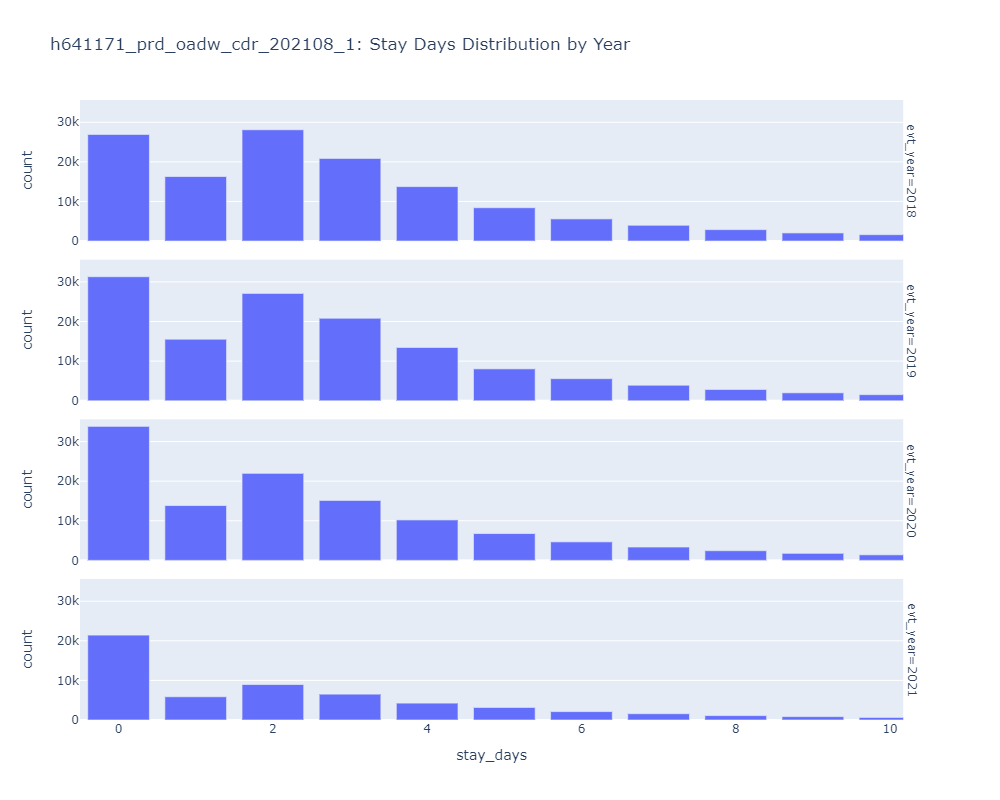 h641171_prd_oadw_cdr_202108_1: Stay Days Distribution by Year
30k
20k
10k
0
count
evt_year=2018
30k
20k
10k
0
count
evt_year=2019
30k
20k
10k
0
count
evt_year=2020
30k
20k
10k
0
count
evt_year=2021
0 2 4 6 8 10
stay_days